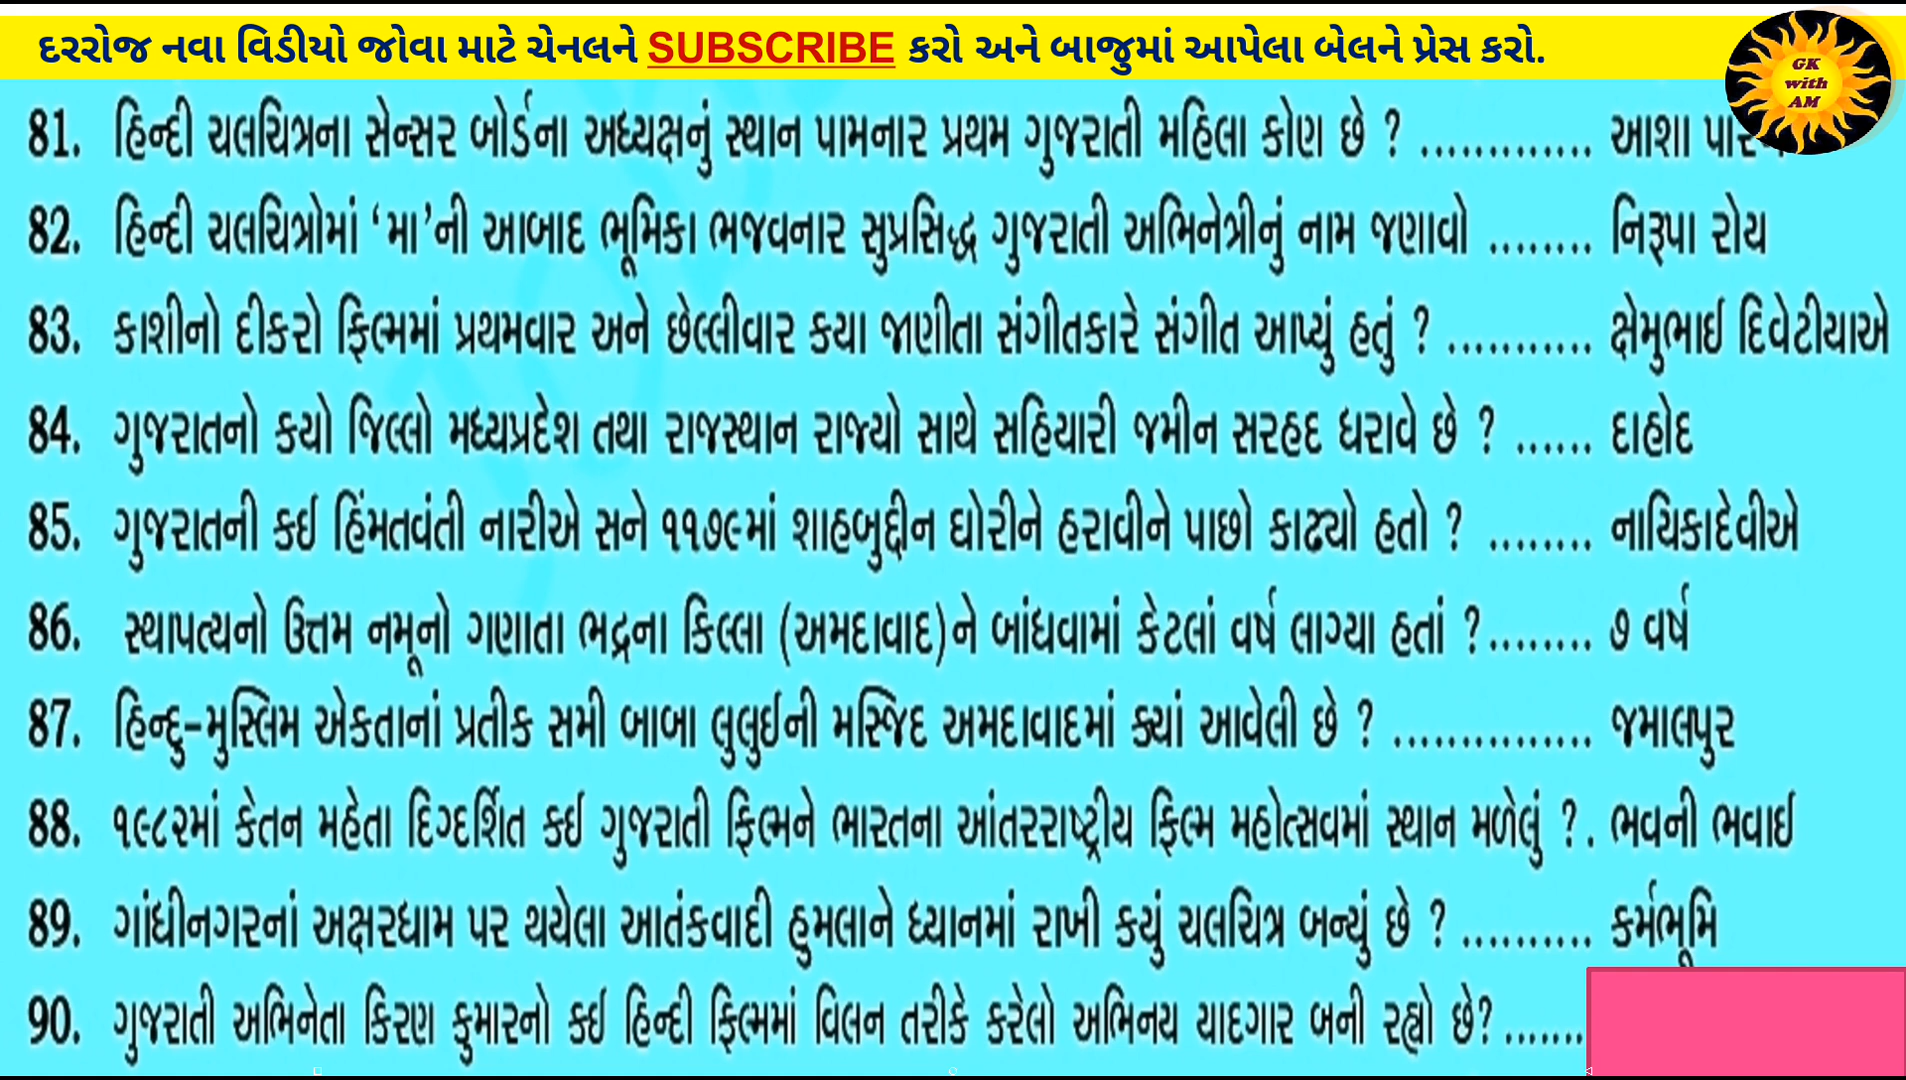 દરરોજ નવા વિડીયો જોવા માટે ચેનલને SUBSCRIBE કરો અને બાજુમાં આપેલા બેલને પ્રેસ કરો.
GK
with
AM
81. હિન્દી ચલચિત્રના સેન્સર બોર્ડના અધ્યક્ષનું સ્થાન પામનાર પ્રથમ ગુજરાતી મહિલા કોણ છે ? ............. આશા
82. હિન્દી ચલચિત્રોમાં ‘મા’ની આબાદ ભૂમિકા ભજવનાર સુપ્રસિદ્ધ ગુજરાતી અભિનેત્રીનું નામ જણાવો ........ નિરૂપા રોય
83. કાશીનો દીકરો ફિલ્મમાં પ્રથમવાર અને છેલ્લીવાર કયા જાણીતા સંગીતકારે સંગીત આપ્યું હતું ? ........... ક્ષેમુભાઈ દિવેટીયાએ
84. ગુજરાતનો કયો જિલ્લો મધ્યપ્રદેશ તથા રાજસ્થાન રાજ્યો સાથે સહિયારી જમીન સરહદ ધરાવે છે ? ...... દાહોદ
85. ગુજરાતની કઈ હિંમતવંતી નારીએ સને ૧૧૭૯માં શાહબુદ્દીન ઘોરીને હરાવીને પાછો કાઢ્યો હતો ? ........ નાયિકાદેવીએ
86. સ્થાપત્યનો ઉત્તમ નમૂનો ગણાતા ભદ્રના કિલ્લા (અમદાવાદ)ને બાંધવામાં કેટલાં વર્ષ લાગ્યા હતાં ?........ ૭ વર્ષ
87. હિન્દુ-મુસ્લિમ એકતાનાં પ્રતીક સમી બાબા લુલુઈની મસ્જિદ અમદાવાદમાં ક્યાં આવેલી છે ? ............... જમાલપુર
88. ૧૯૮૨માં કેતન મહેતા દિગ્દર્શિત કઈ ગુજરાતી ફિલ્મને ભારતના આંતરરાષ્ટ્રીય ફિલ્મ મહોત્સવમાં સ્થાન મળેલું ?. ભવની ભવાઈ
89. ગાંધીનગરનાં અક્ષરધામ પર થયેલા આતંકવાદી હુમલાને ધ્યાનમાં રાખી કયું ચલચિત્ર બન્યું છે ? .......... કર્મભૂમિ
90. ગુજરાતી અભિનેતા કિરણ કુમારનો કઈ હિન્દી ફિલ્મમાં વિલન તરીકે કરેલો અભિનય યાદગાર બની રહ્યો છે? .......